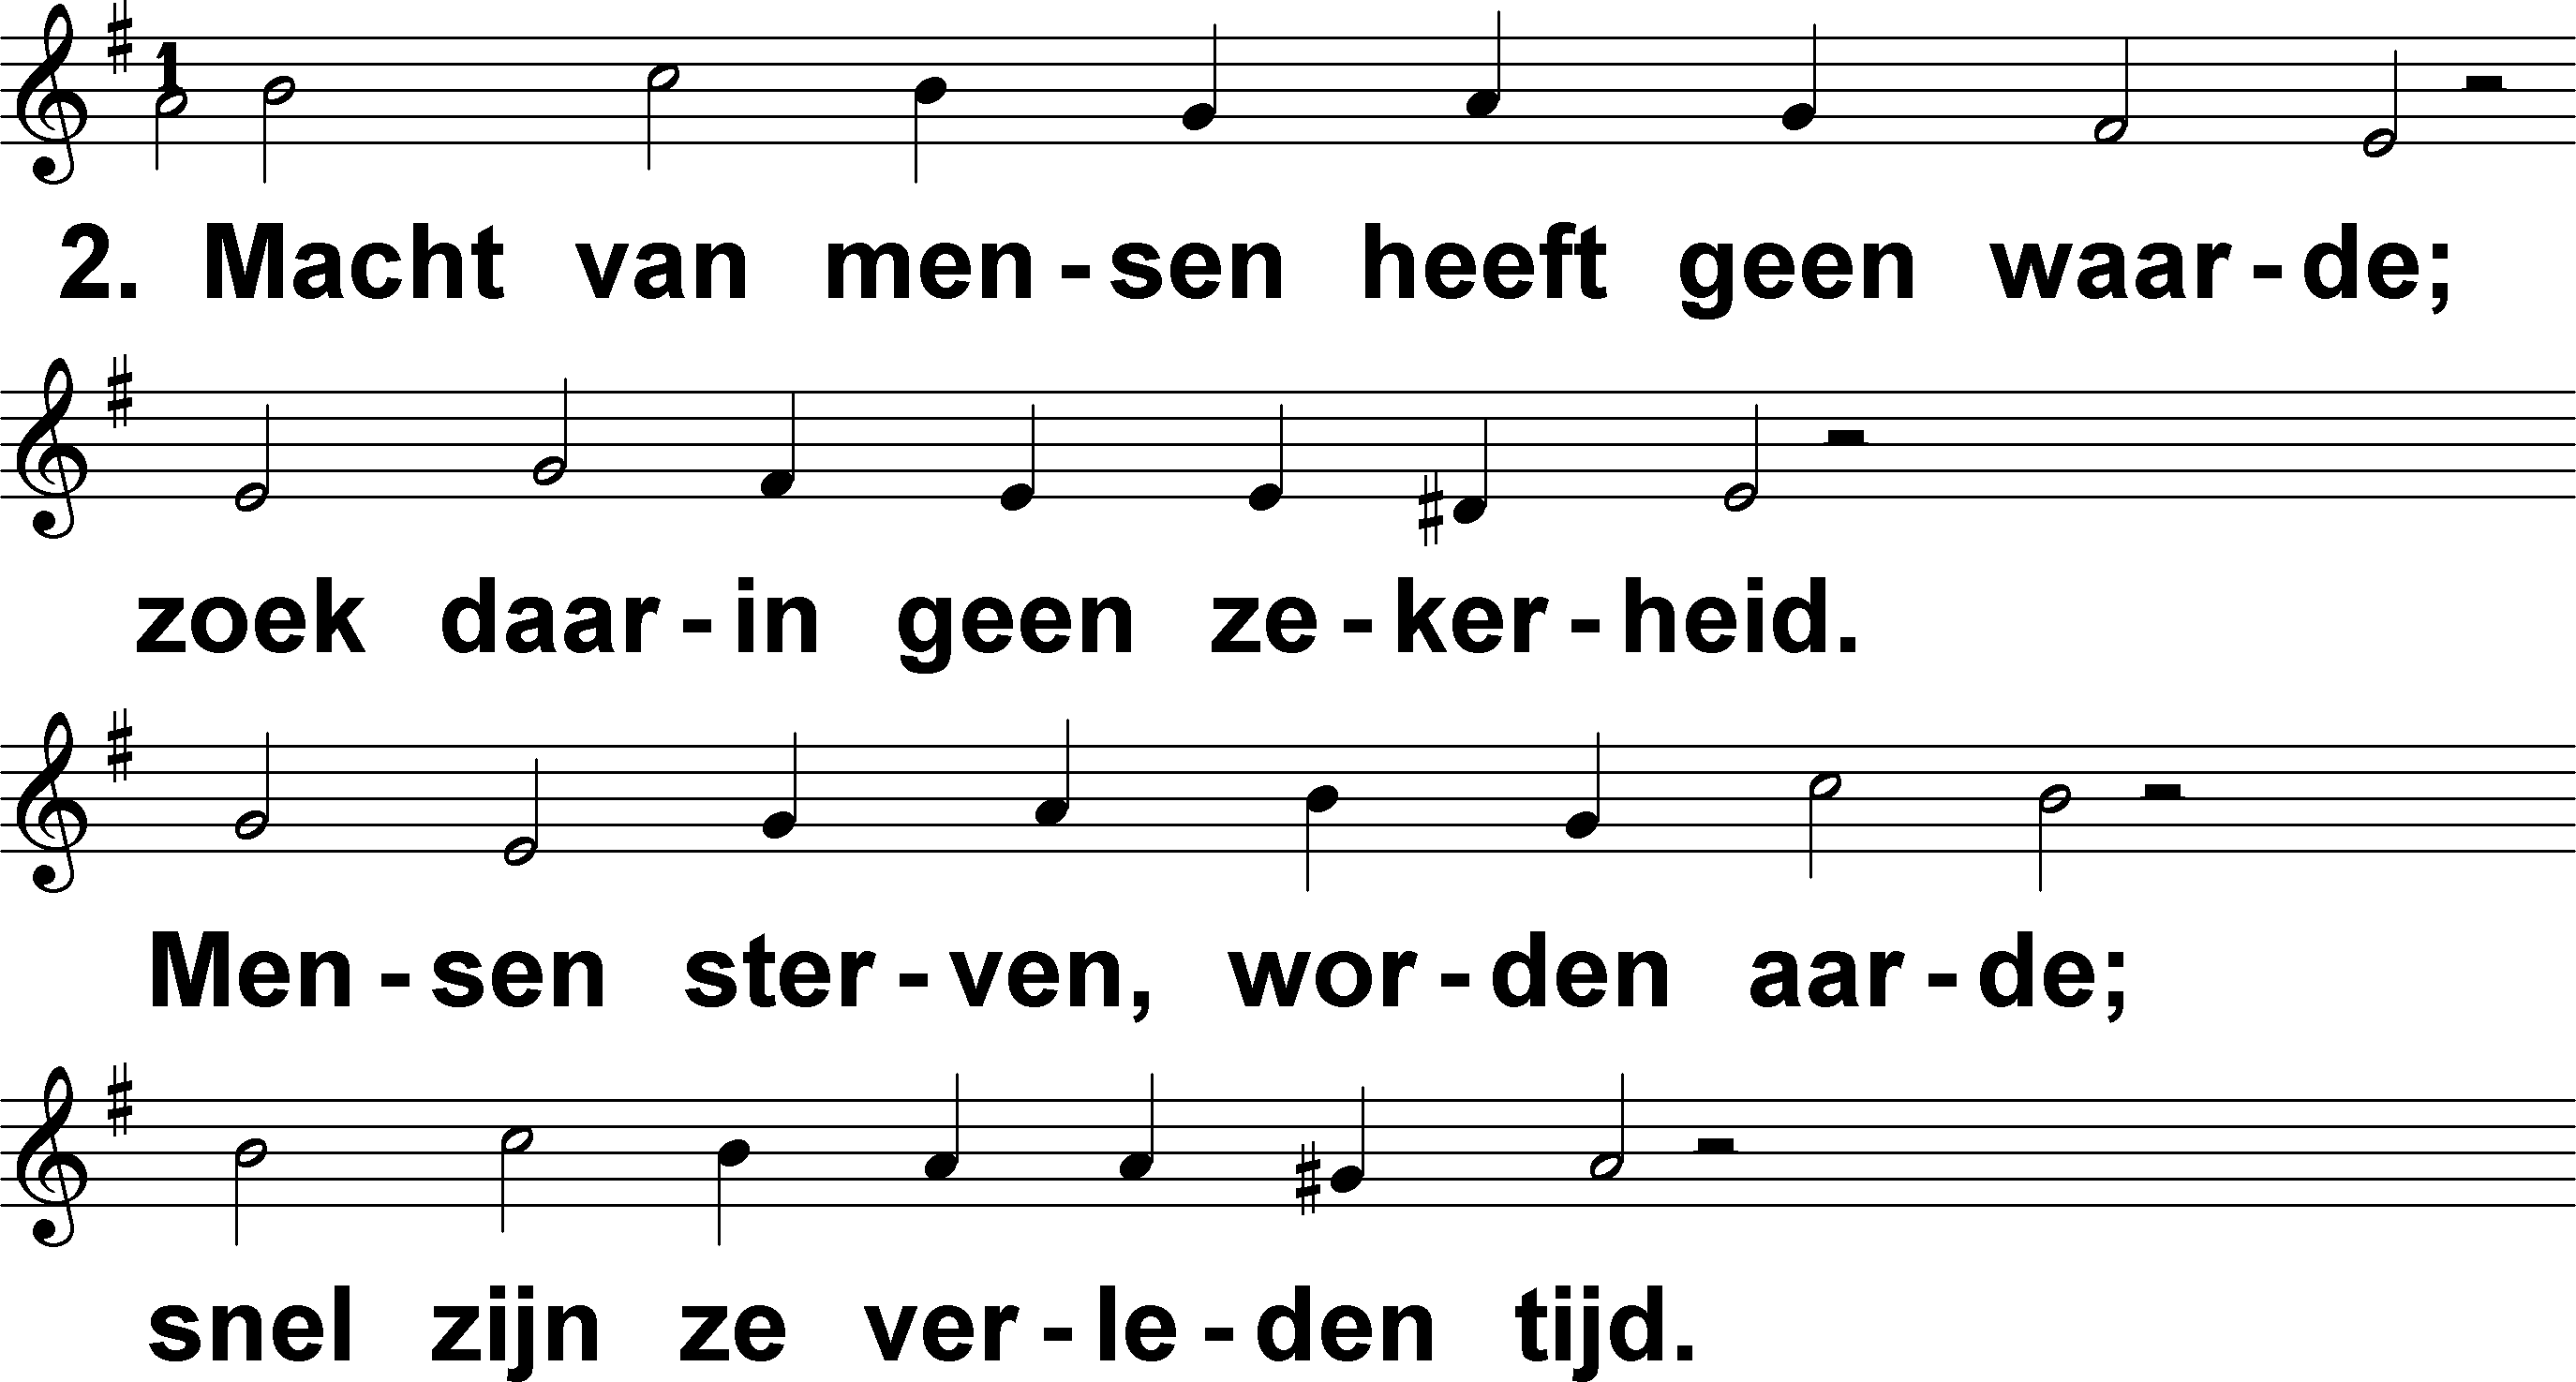 1
2. Macht van men - sen heeft geen waar - de;
zoek daar - in geen ze - ker - heid.
Men - sen ster - ven, wor - den aar - de;
snel zijn ze ver - le - den tijd.